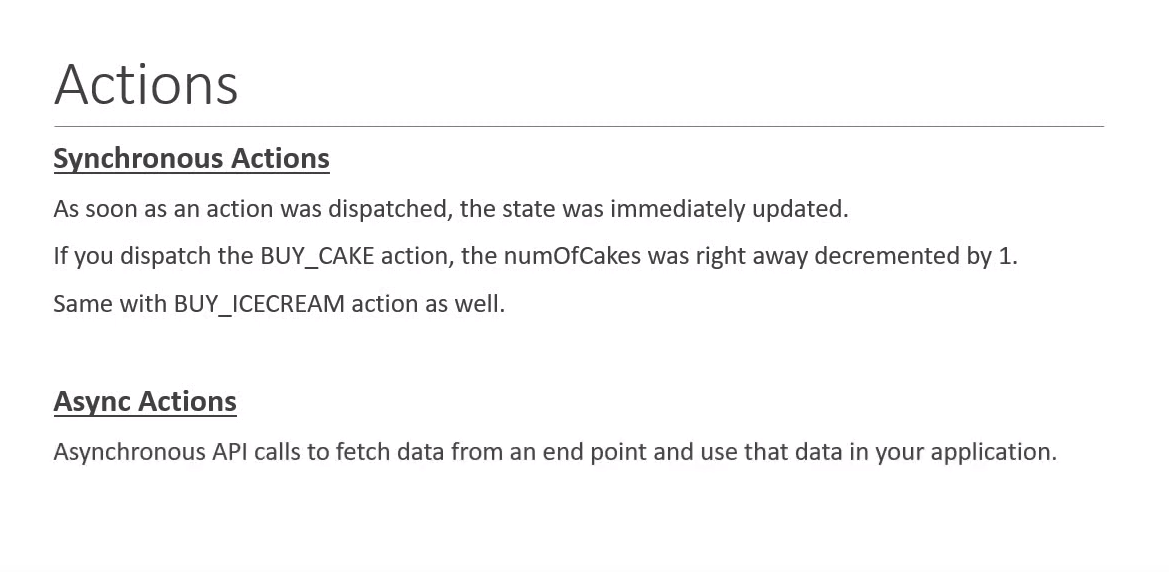 Actions
Synchronous Actions
As soon as an action was dispatched, the state was immediately updated.
If you dispatch the BUY_CAKE action, the numOfCakes was right away decremented by 1.
Same with BUY_ICECREAM action as well.
Async Actions
Asynchronous API calls to fetch data from an end point and use that data in your application.